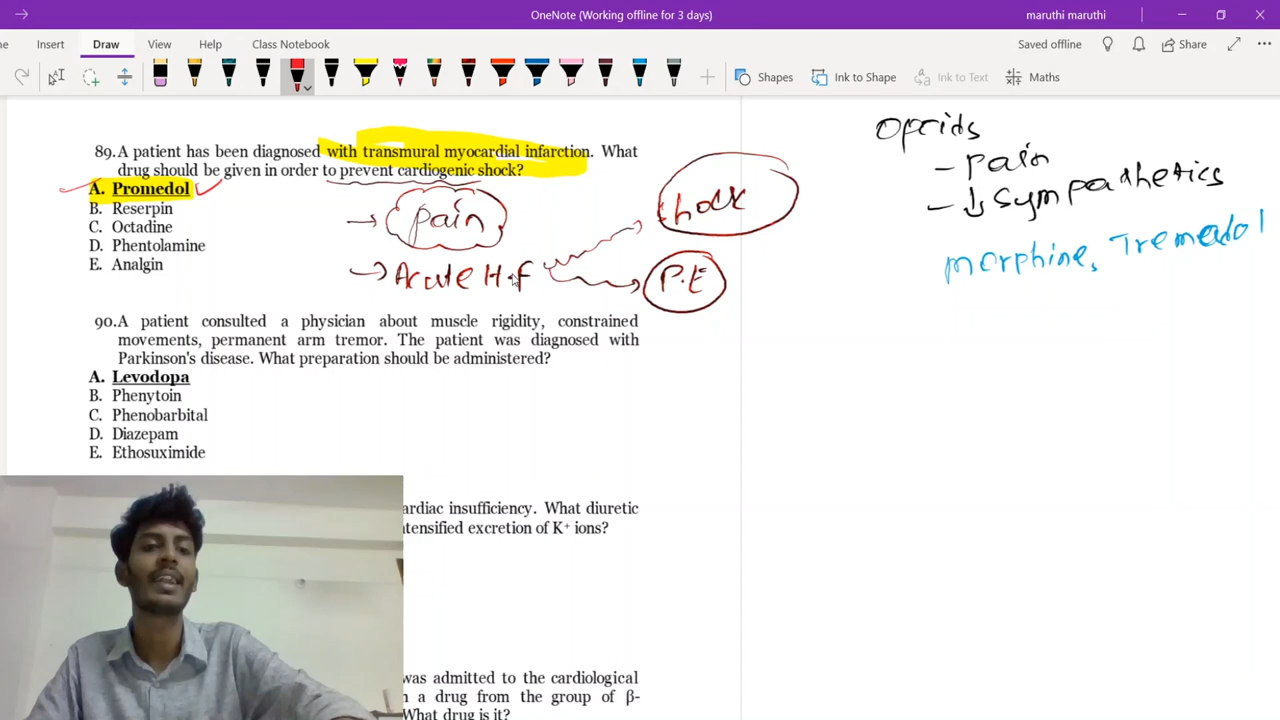 OneNote (Working offline for 3 days)
maruthi maruthi
Insert
Draw
View
Help
Class Notebook
Saved offline
Share
Shapes
Ink to Shape
Ink to Text
Maths
89. A patient has been diagnosed with transmural myocardial infarction. What
drug should be given in order to prevent cardiogenic shock?
A. Promedol
B. Reserpin
C. Octadine
D. Phentolamine
E. Analgin
→ pain
→ Acute H.F
Shock
P.E
90. A patient consulted a physician about muscle rigidity, constrained
movements, permanent arm tremor. The patient was diagnosed with
Parkinson's disease. What preparation should be administered?
A. Levodopa
B. Phenytoin
C. Phenobarbital
D. Diazepam
E. Ethosuximide
ardiac insufficiency. What diuretic
tensified excretion of K+ ions?
was admitted to the cardiological
n a drug from the group of β-
What drug is it?
Opoids
- Pain
- ↓ Sympathetics
morphine, Tremadol